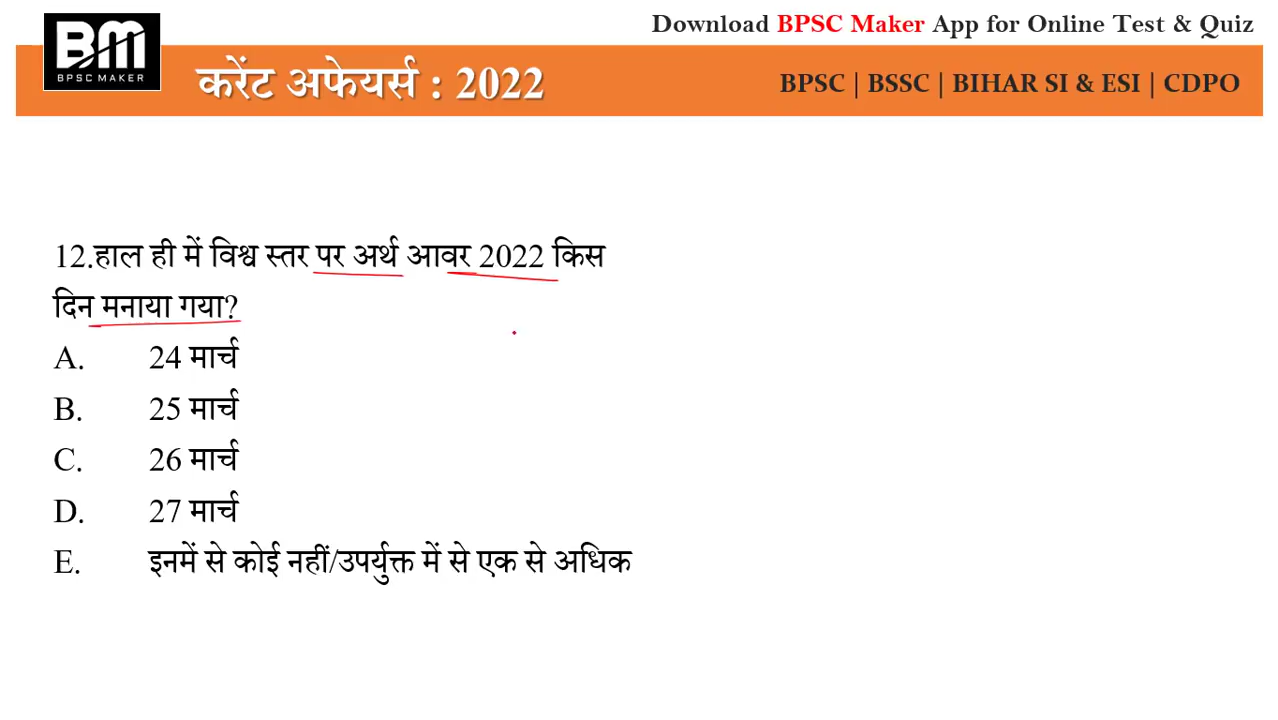 Download BPSC Maker App for Online Test & Quiz
BM
BPSC MAKER
करेंट अफेयर्स : 2022
BPSC | BSSC | BIHAR SI & ESI | CDPO
12.हाल ही में विश्व स्तर पर अर्थ आवर 2022 किस
दिन मनाया गया?
A. 24 मार्च
B. 25 मार्च
C. 26 मार्च
D. 27 मार्च
E. इनमें से कोई नहीं/उपर्युक्त में से एक से अधिक